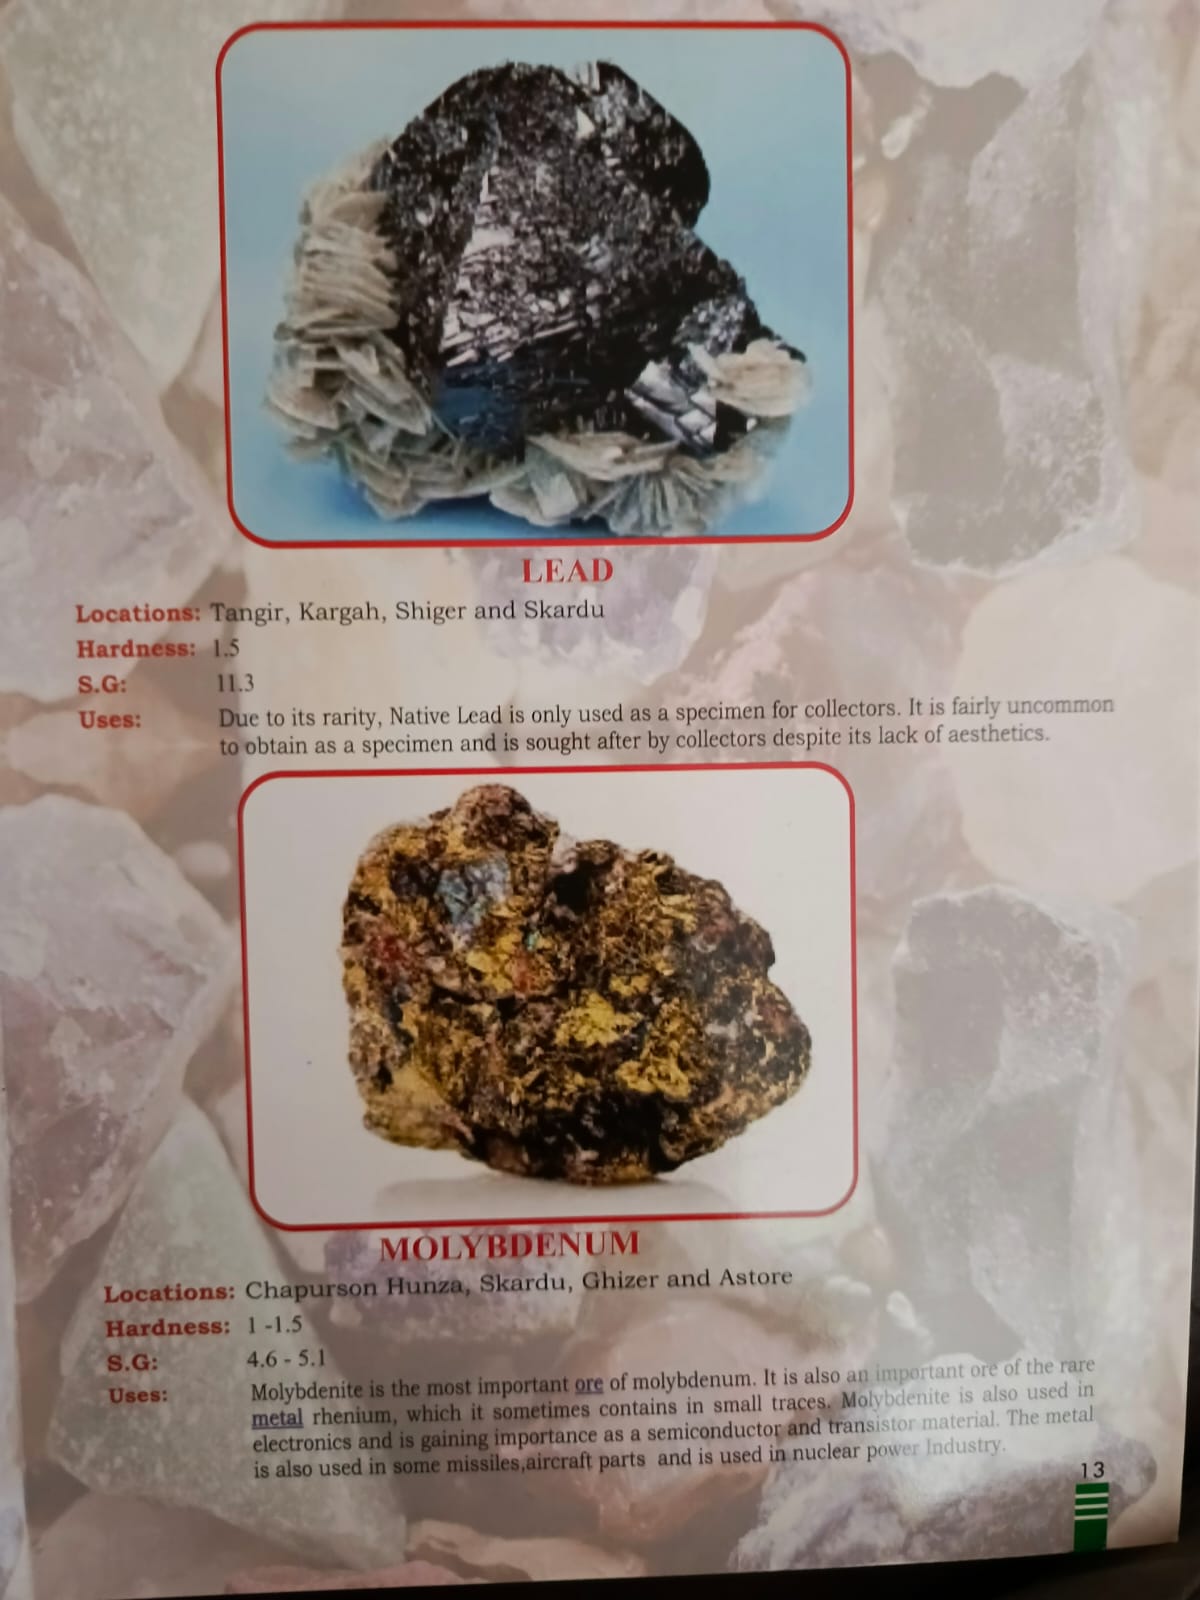 LEAD
Locations: Tangir, Kargah, Shiger and Skardu
Hardness: 1.5
S.G: 11.3
Uses: Due to its rarity, Native Lead is only used as a specimen for collectors. It is fairly uncommon
to obtain as a specimen and is sought after by collectors despite its lack of aesthetics.
MOLYBDENUM
Locations: Chapurson Hunza, Skardu, Ghizer and Astore
Hardness: 1 -1.5
S.G: 4.6 - 5.1
Uses: Molybdenite is the most important ore of molybdenum. It is also an important ore of the rare
metal rhenium, which it sometimes contains in small traces. Molybdenite is also used in
electronics and is gaining importance as a semiconductor and transistor material. The metal
is also used in some missiles,aircraft parts and is used in nuclear power Industry.
13